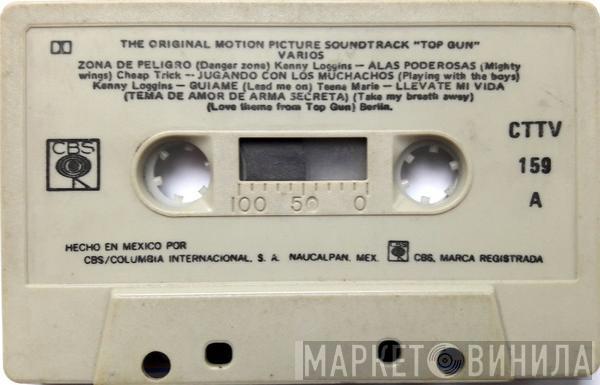 THE ORIGINAL MOTION PICTURE SOUNDTRACK "TOP GUN"
VARIOS
ZONA DE PELIGRO (Danger zone) Kenny Loggins — ALAS PODEROSAS (Mighty
wings) Cheap Trick — JUGANDO CON LOS MUCHACHOS (Playing with the boys)
Kenny Loggins — GUIAME (Lead me on) Teena Marie — LLEVATE MI VIDA
(TEMA DE AMOR DE ARMA SECRETA) (Take my breath away)
(Love theme from Top Gun) Berlin.
CBS
CTTV
159
A
100 50 0
HECHO EN MEXICO POR
CBS/COLUMBIA INTERNACIONAL, S. A. NAUCALPAN, MEX.
CBS
CBS, MARCA REGISTRADA
МАРКЕТ ВИНИЛА